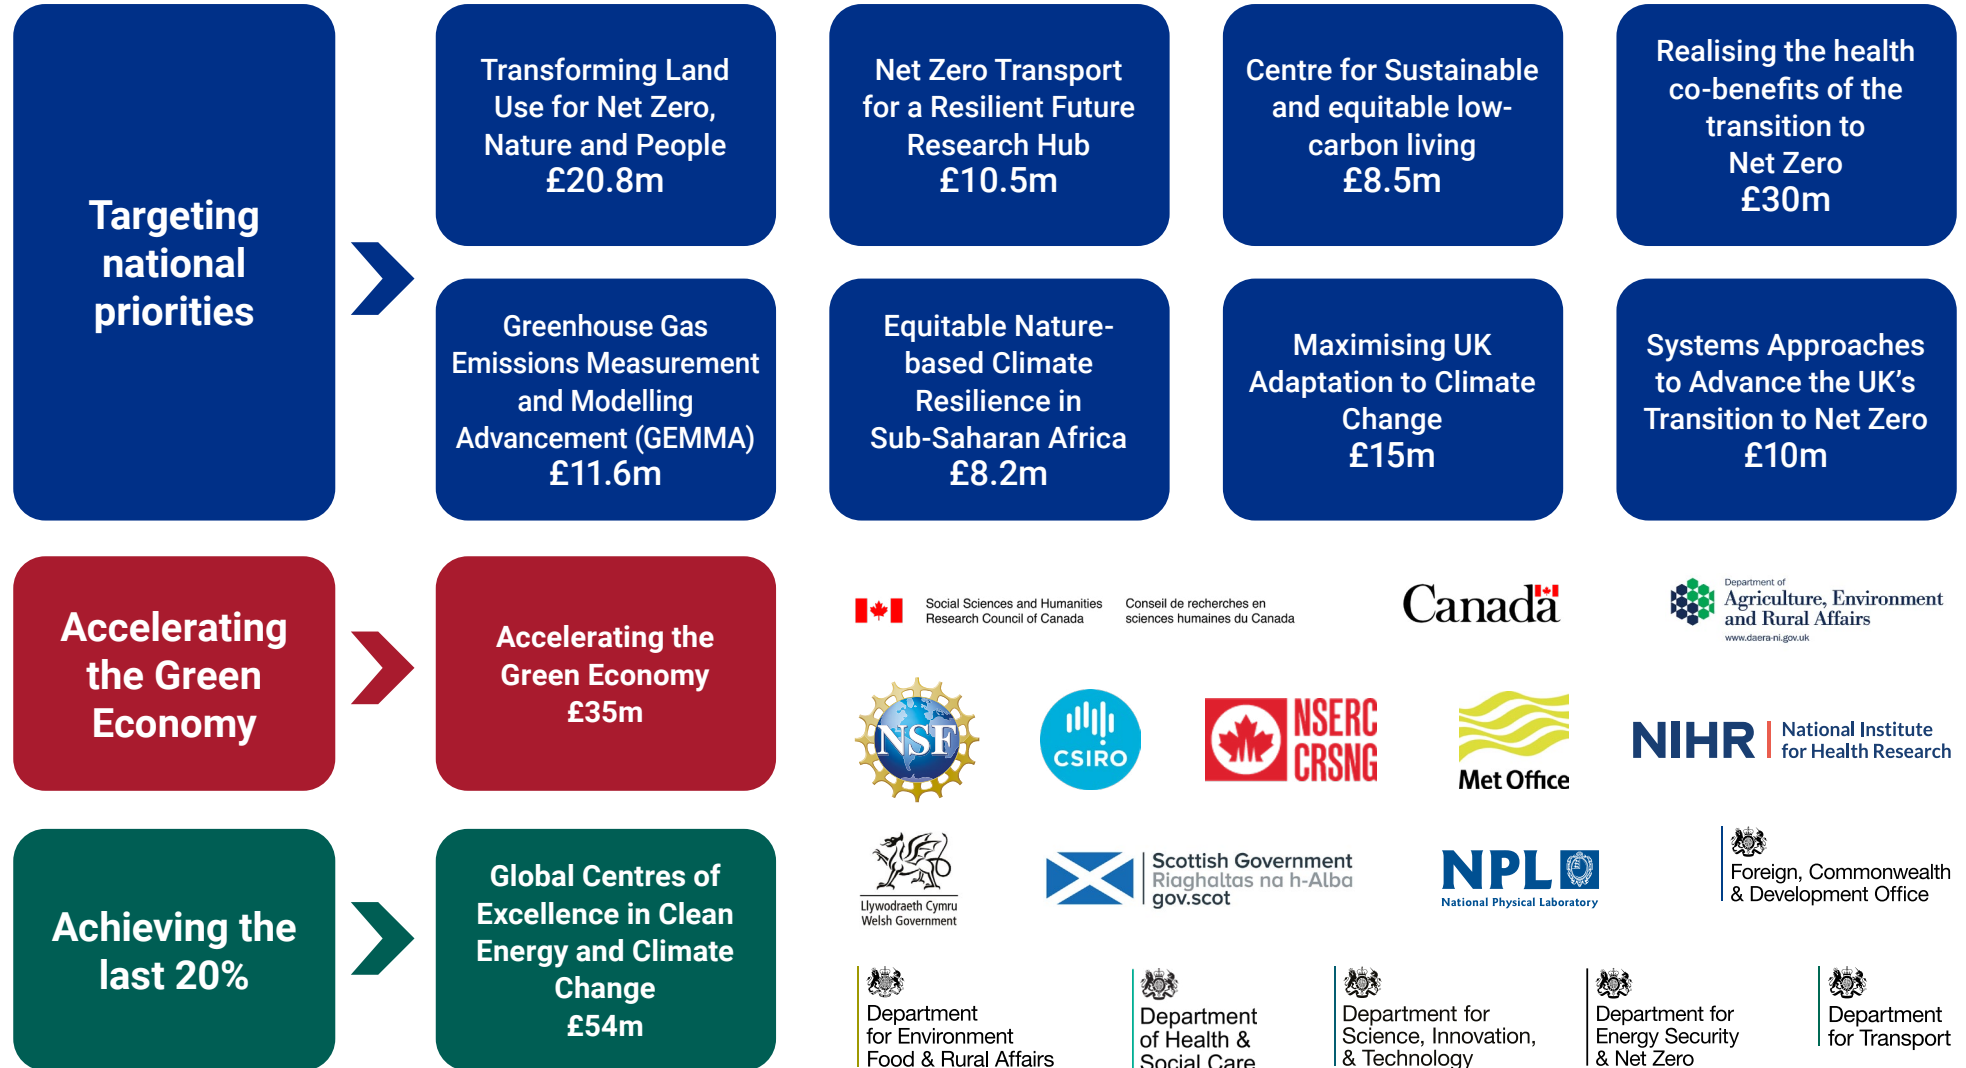 Targeting
national
priorities
Transforming Land
Use for Net Zero,
Nature and People
£20.8m
Net Zero Transport
for a Resilient Future
Research Hub
£10.5m
Centre for Sustainable
and equitable low-
carbon living
£8.5m
Realising the health
co-benefits of the
transition to
Net Zero
£30m
Greenhouse Gas
Emissions Measurement
and Modelling
Advancement (GEMMA)
£11.6m
Equitable Nature-
based Climate
Resilience in
Sub-Saharan Africa
£8.2m
Maximising UK
Adaptation to Climate
Change
£15m
Systems Approaches
to Advance the UK’s
Transition to Net Zero
£10m
Accelerating
the Green
Economy
Accelerating the
Green Economy
£35m
Social Sciences and Humanities
Research Council of Canada
Conseil de recherches en
sciences humaines du Canada
Canada
Department of
Agriculture, Environment
and Rural Affairs
www.daera-ni.gov.uk
NSF
CSIRO
NSERC
CRSNG
Met Office
NIHR
National Institute
for Health Research
Achieving the
last 20%
Global Centres of
Excellence in Clean
Energy and Climate
Change
£54m
Llywodraeth Cymru
Welsh Government
Scottish Government
Riaghaltas na h-Alba
gov.scot
NPL
National Physical Laboratory
Foreign, Commonwealth
& Development Office
Department
for Environment
Food & Rural Affairs
Department
of Health &
Social Care
Department for
Science, Innovation,
& Technology
Department for
Energy Security
& Net Zero
Department
for Transport